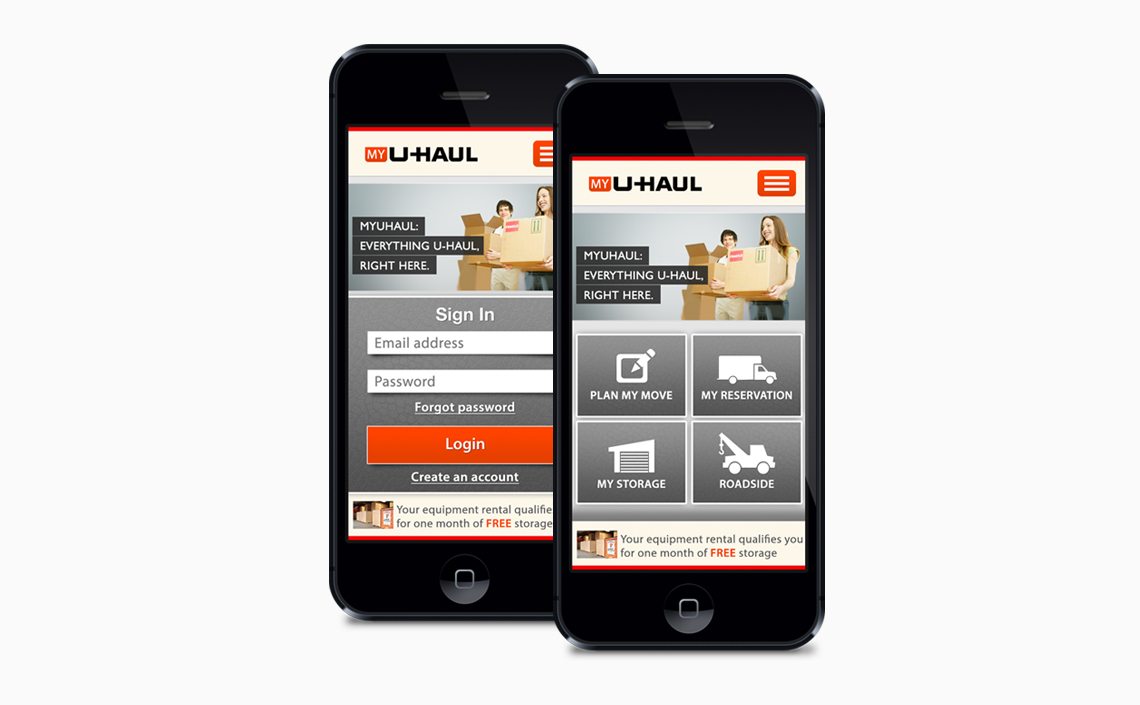 MY U-HAUL
MYUHAUL:
EVERYTHING U-HAUL,
RIGHT HERE.
Sign In
Email address
Password
Forgot password
Login
Create an account
Your equipment rental qualifie
for one month of FREE storage
MY U-HAUL
MYUHAUL:
EVERYTHING U-HAUL,
RIGHT HERE.
PLAN MY MOVE
MY RESERVATION
MY STORAGE
ROADSIDE
Your equipment rental qualifies you
for one month of FREE storage